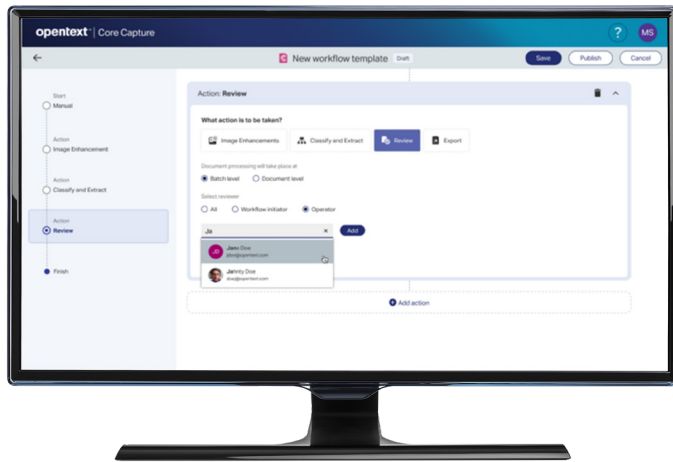 opentext™ | Core Capture
?
MS
New workflow template Draft
Save
Publish
Cancel
Start
Manual
Action
Image Enhancement
Action
Classify and Extract
Action
Review
Finish
Action: Review
What action is to be taken?
Image Enhancements
Classify and Extract
Review
Export
Document processing will take place at
Batch level
Document level
Select reviewer
All
Workflow initiator
Operator
Ja
×
Add
JD
Jane Doe
Doe
Add action